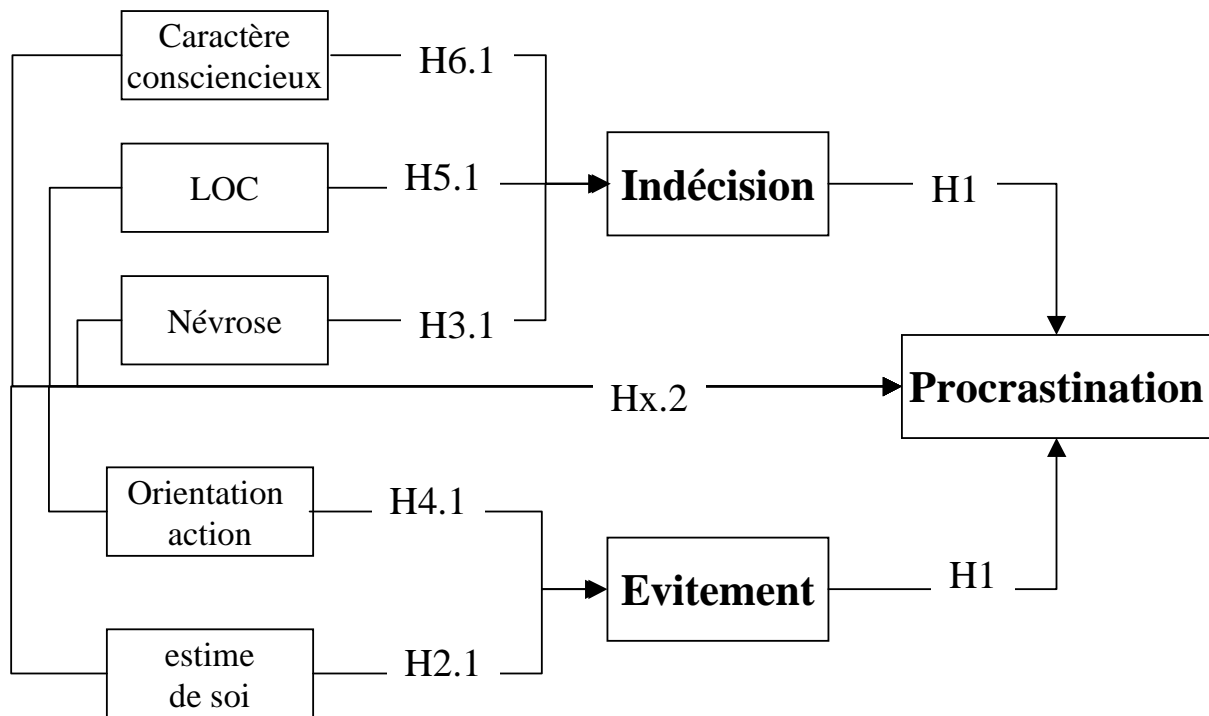 Caractère
consciencieux
H6.1
LOC
H5.1
Indécision
H1
Névrose
H3.1
Hx.2
Procrastination
Orientation
action
H4.1
Evitement
H1
estime
de soi
H2.1